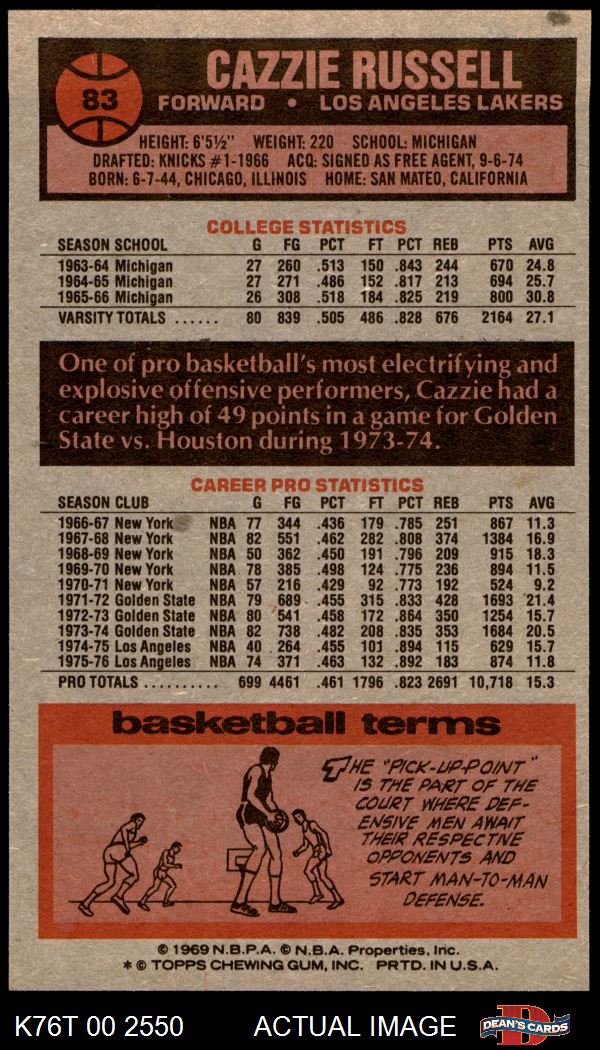 83
CAZZIE RUSSELL
FORWARD • LOS ANGELES LAKERS
HEIGHT: 6'5½" WEIGHT: 220 SCHOOL: MICHIGAN
DRAFTED: KNICKS #1-1966 ACQ: SIGNED AS FREE AGENT, 9-6-74
BORN: 6-7-44, CHICAGO, ILLINOIS HOME: SAN MATEO, CALIFORNIA
COLLEGE STATISTICS
SEASON SCHOOL G FG PCT FT PCT REB PTS AVG
1963-64 Michigan 27 260 .513 150 .843 244 670 24.8
1964-65 Michigan 27 271 .486 152 .817 213 694 25.7
1965-66 Michigan 26 308 .518 184 .825 219 800 30.8
VARSITY TOTALS ...... 80 839 .505 486 .828 676 2164 27.1
One of pro basketball's most electrifying and
explosive offensive performers, Cazzie had a
career high of 49 points in a game for Golden
State vs. Houston during 1973-74.
CAREER PRO STATISTICS
SEASON CLUB G FG PCT FT PCT REB PTS AVG
1966-67 New York NBA 77 344 .436 179 .785 251 867 11.3
1967-68 New York NBA 82 551 .462 282 .808 374 1384 16.9
1968-69 New York NBA 50 362 .450 191 .796 209 915 18.3
1969-70 New York NBA 78 385 .498 124 .775 236 894 11.5
1970-71 New York NBA 57 216 .429 92 .773 192 524 9.2
1971-72 Golden State NBA 79 689 .455 315 .833 428 1693 21.4
1972-73 Golden State NBA 80 541 .458 172 .864 350 1254 15.7
1973-74 Golden State NBA 82 738 .482 208 .835 353 1684 20.5
1974-75 Los Angeles NBA 40 264 .455 101 .894 115 629 15.7
1975-76 Los Angeles NBA 74 371 .463 132 .892 183 874 11.8
PRO TOTALS .......... 699 4461 .461 1796 .823 2691 10,718 15.3
basketball terms
THE "PICK-UP-POINT"
IS THE PART OF THE
COURT WHERE DEF-
ENSIVE MEN AWAIT
THEIR RESPECTIVE
OPPONENTS AND
START MAN-TO-MAN
DEFENSE.
© 1969 N.B.P.A. © N.B.A. Properties, Inc.
* © TOPPS CHEWING GUM, INC. PRTD. IN U.S.A.
K76T 00 2550 ACTUAL IMAGE
D
DEAN'S CARDS